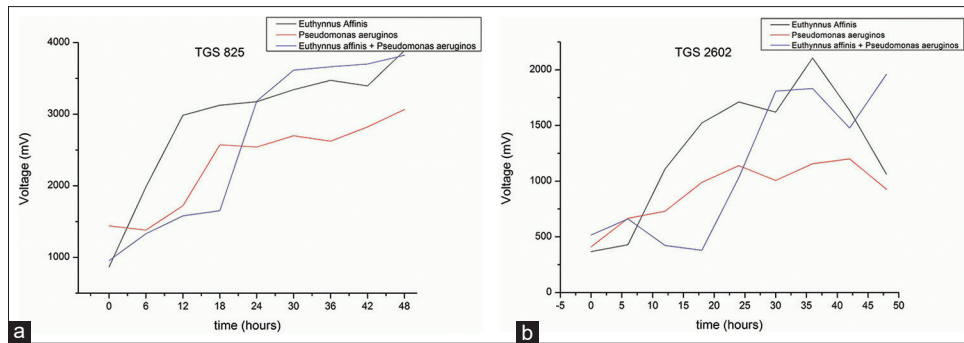 Euthynnus Affinis
Pseudomonas aeruginos
Euthynnus affinis + Pseudomonas aeruginos
TGS 825
4000
3000
2000
1000
Voltage (mV)
0 6 12 18 24 30 36 42 48
time (hours)
a
Euthynnus Affinis
Pseudomonas aeruginos
Euthynnus affinis + Pseudomonas aeruginos
TGS 2602
2000
1500
1000
500
0
Voltage (mV)
-5 0 5 10 15 20 25 30 35 40 45 50
time (hours)
b